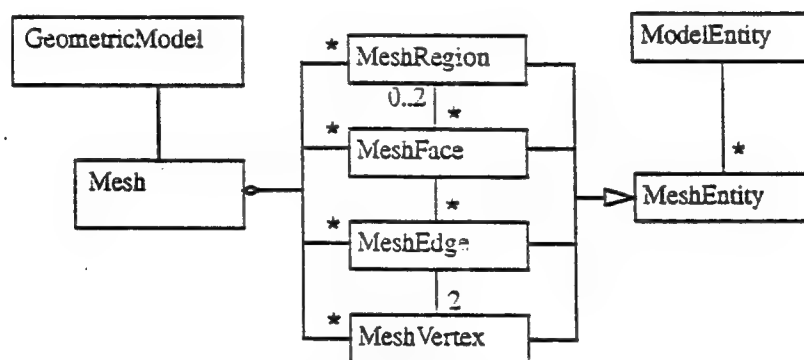 GeometricModel
ModelEntity
* MeshRegion
0..2 *
* MeshFace
Mesh
* MeshEntity
*
* MeshEdge
2
* MeshVertex